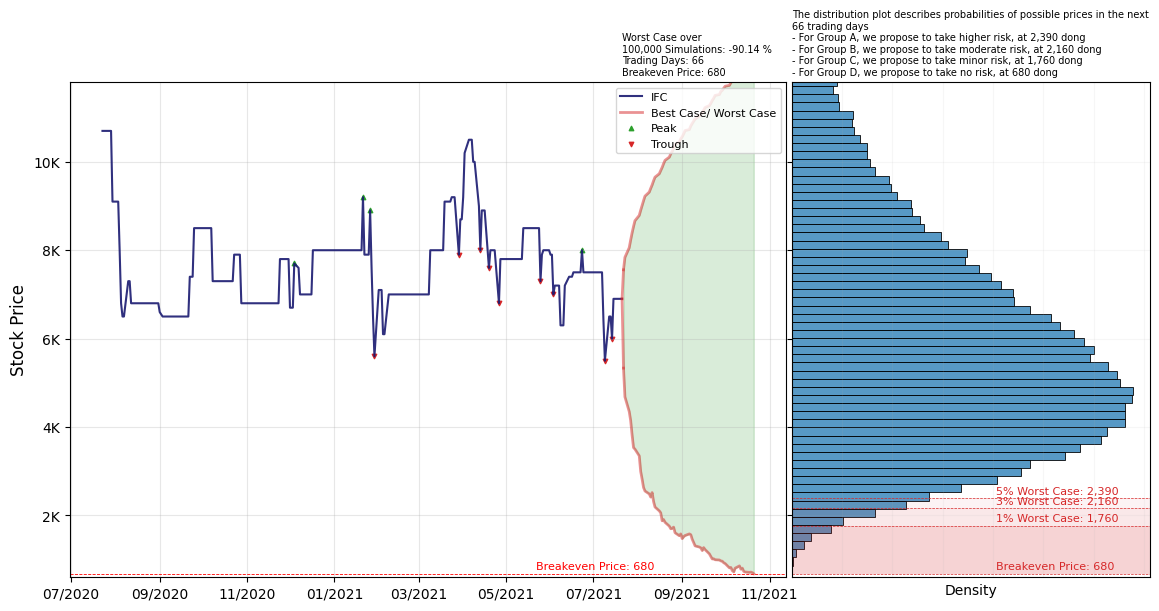 The distribution plot describes probabilities of possible prices in the next
66 trading days
- For Group A, we propose to take higher risk, at 2,390 dong
- For Group B, we propose to take moderate risk, at 2,160 dong
- For Group C, we propose to take minor risk, at 1,760 dong
- For Group D, we propose to take no risk, at 680 dong
Worst Case over
100,000 Simulations: -90.14 %
Trading Days: 66
Breakeven Price: 680
IFC
Best Case/ Worst Case
Peak
Trough
Stock Price
10K
8K
6K
4K
2K
Breakeven Price: 680
07/2020 09/2020 11/2020 01/2021 03/2021 05/2021 07/2021 09/2021 11/2021
5% Worst Case: 2,390
3% Worst Case: 2,160
1% Worst Case: 1,760
Breakeven Price: 680
Density